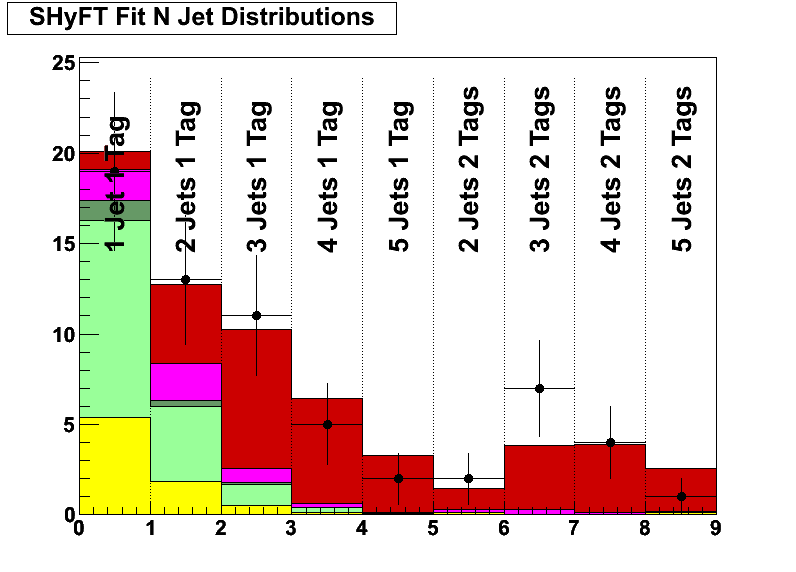 SHyFT Fit N Jet Distributions
25
20
15
10
5
0
1 Jet 1 Tag
2 Jets 1 Tag
3 Jets 1 Tag
4 Jets 1 Tag
5 Jets 1 Tag
2 Jets 2 Tags
3 Jets 2 Tags
4 Jets 2 Tags
5 Jets 2 Tags
0 1 2 3 4 5 6 7 8 9